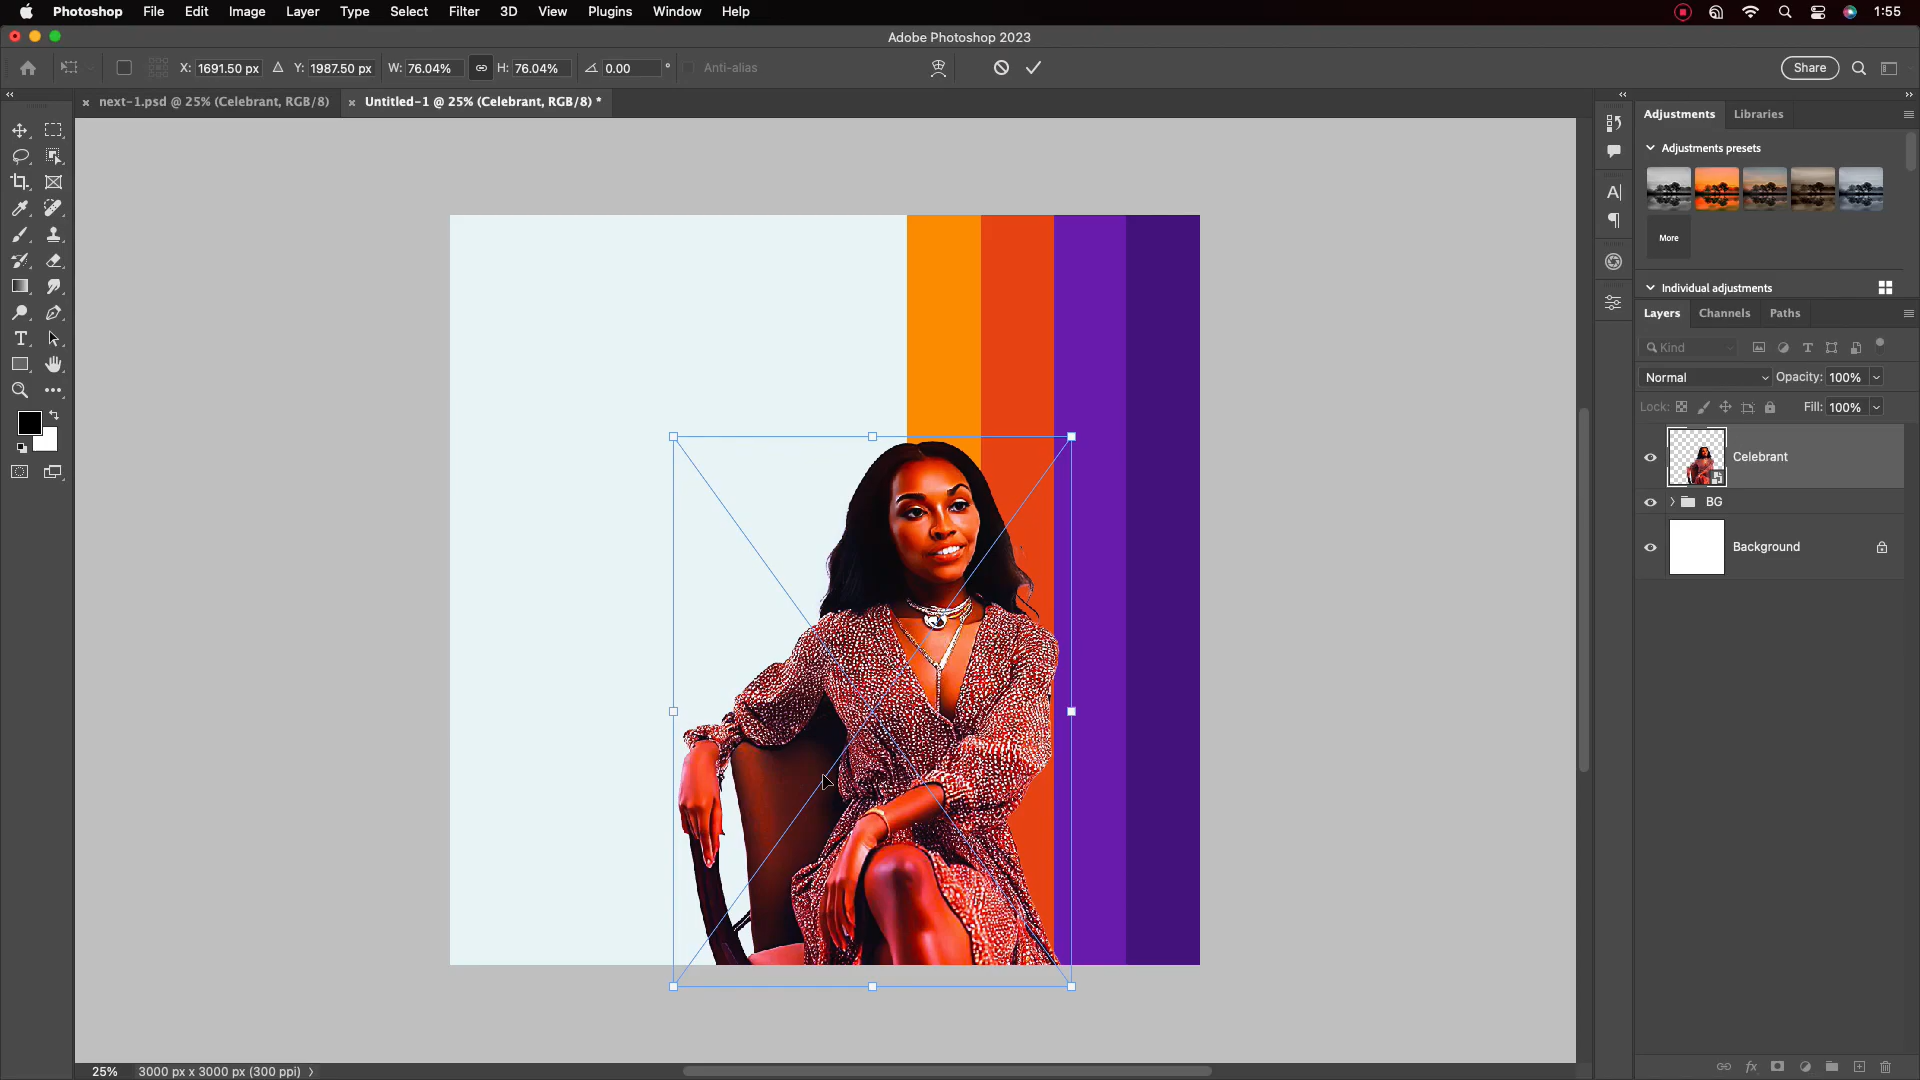 Photoshop File Edit Image Layer Type Select Filter 3D View Plugins Window Help 1:55
Adobe Photoshop 2023
X: 1691.50 px Y: 1987.50 px W: 76.04% H: 76.04% 0.00 ° Anti-alias Share
next-1.psd @ 25% (Celebrant, RGB/8) Untitled-1 @ 25% (Celebrant, RGB/8) *
Adjustments Libraries
Adjustments presets
More
Individual adjustments
Layers Channels Paths
Kind
Normal Opacity: 100%
Lock: Fill: 100%
Celebrant
BG
Background
25% 3000 px x 3000 px (300 ppi)